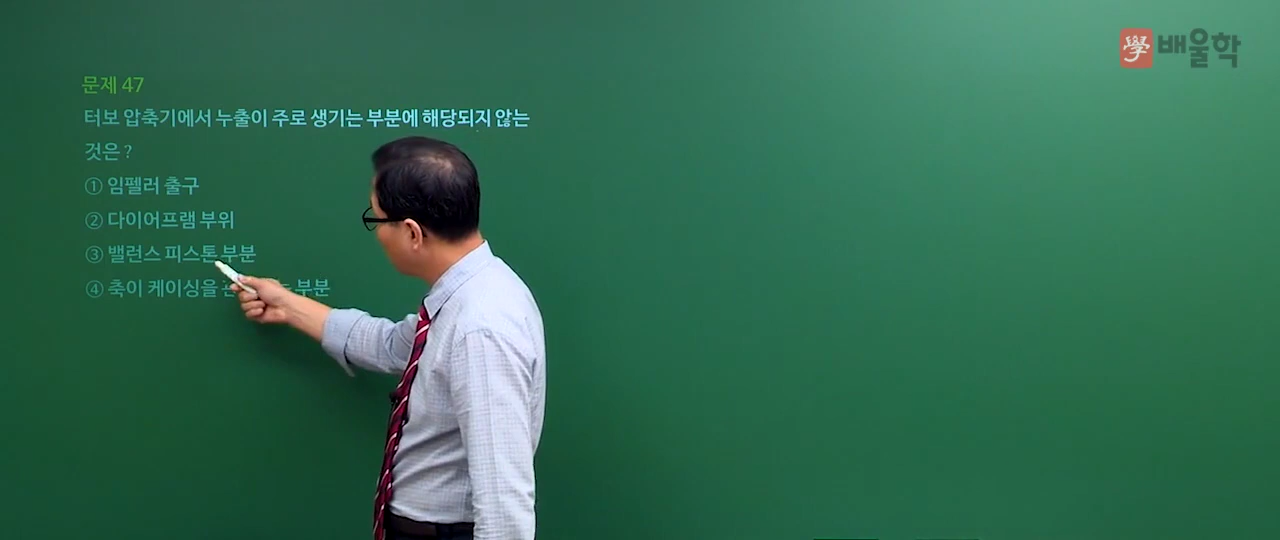 學 배울학
문제 47
터보 압축기에서 누출이 주로 생기는 부분에 해당되지 않는
것은 ?
① 임펠러 출구
② 다이어프램 부위
③ 밸런스 피스톤 부분
④ 축이 케이싱을 부분